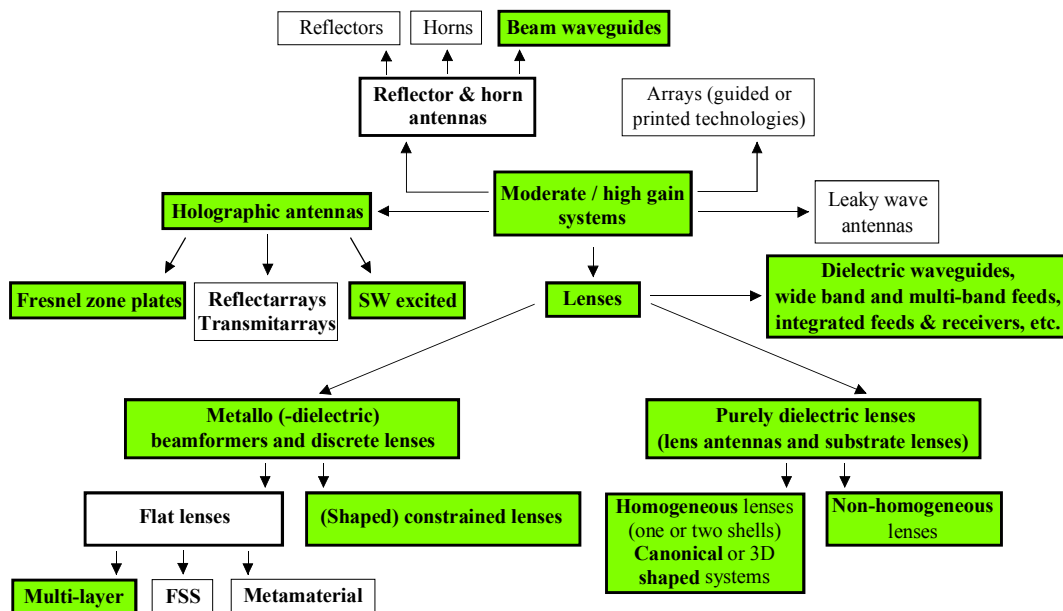 Reflectors
Horns
Beam waveguides
Reflector & horn
antennas
Arrays (guided or
printed technologies)
Moderate / high gain
systems
Holographic antennas
Leaky wave
antennas
Fresnel zone plates
Reflectarrays
Transmitarrays
SW excited
Lenses
Dielectric waveguides,
wide band and multi-band feeds,
integrated feeds & receivers, etc.
Metallo (-dielectric)
beamformers and discrete lenses
Purely dielectric lenses
(lens antennas and substrate lenses)
Flat lenses
(Shaped) constrained lenses
Homogeneous lenses
(one or two shells)
Canonical or 3D
shaped systems
Non-homogeneous
lenses
Multi-layer
FSS
Metamaterial